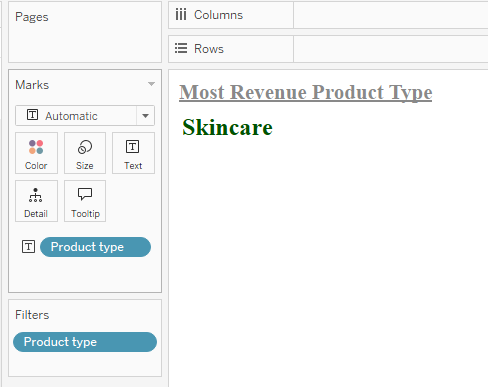 Pages
Columns
Rows
Marks
Automatic
Color
Size
Text
Detail
Tooltip
Product type
Filters
Product type
Most Revenue Product Type
Skincare